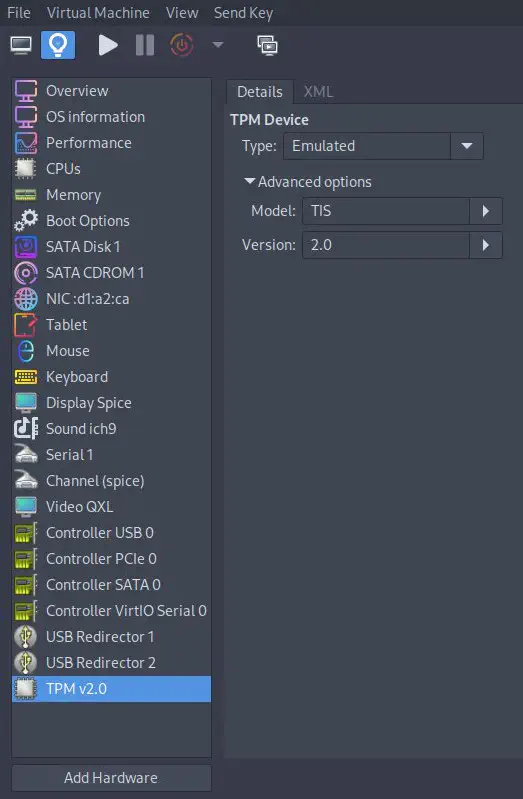 File Virtual Machine View Send Key
Overview
OS information
Performance
CPUs
Memory
Boot Options
SATA Disk 1
SATA CDROM 1
NIC :d1:a2:ca
Tablet
Mouse
Keyboard
Display Spice
Sound ich9
Serial 1
Channel (spice)
Video QXL
Controller USB 0
Controller PCIe 0
Controller SATA 0
Controller VirtIO Serial 0
USB Redirector 1
USB Redirector 2
TPM v2.0
Add Hardware
Details XML
TPM Device
Type: Emulated
Advanced options
Model: TIS
Version: 2.0